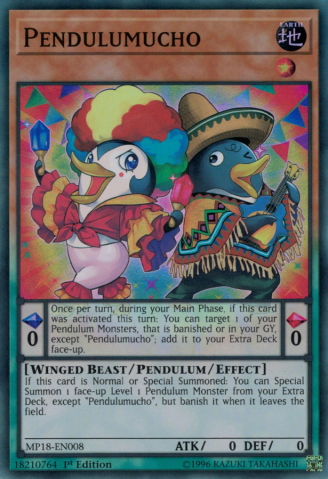 PENDULUMUCHO
EARTH
地
Once per turn, during your Main Phase, if this card
was activated this turn: You can target 1 of your
Pendulum Monsters, that is banished or in your GY,
except "Pendulumucho"; add it to your Extra Deck
face-up.
0
0
[WINGED BEAST/PENDULUM/EFFECT]
If this card is Normal or Special Summoned: You can Special
Summon 1 face-up Level 1 Pendulum Monster from your Extra
Deck, except "Pendulumucho", but banish it when it leaves the
field.
MP18-EN008
ATK/ 0 DEF/ 0
18210764 1st Edition
©1996 KAZUKI TAKAHASHI